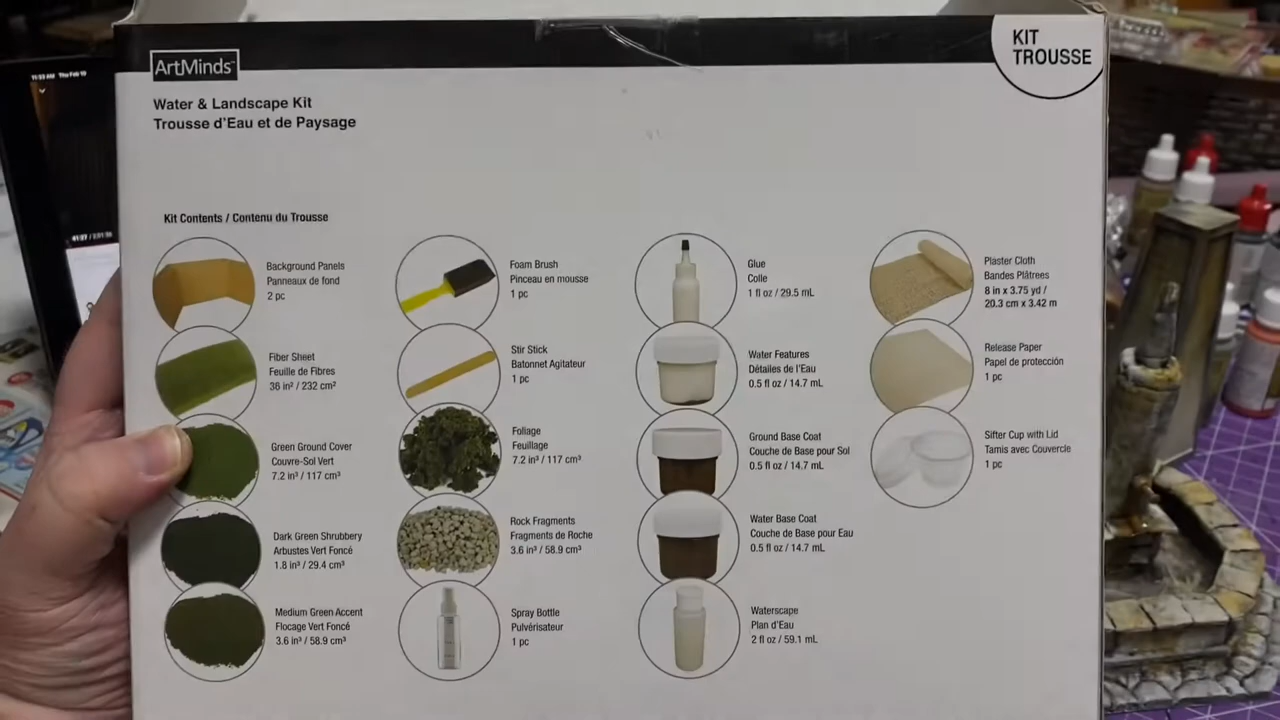 11:33 AM Thu Feb 10
ArtMinds
KIT
TROUSSE
Water & Landscape Kit
Trousse d'Eau et de Paysage
Kit Contents / Contenu du Trousse
Background Panels
Panneaux de fond
2 pc
Fiber Sheet
Feuille de Fibres
36 in² / 232 cm²
Green Ground Cover
Couvre-Sol Vert
7.2 in³ / 117 cm³
Dark Green Shrubbery
Arbustes Vert Foncé
1.8 in³ / 29.4 cm³
Medium Green Accent
Flocage Vert Foncé
3.6 in³ / 58.9 cm³
Foam Brush
Pinceau en mousse
1 pc
Stir Stick
Batonnet Agitateur
1 pc
Foliage
Feuillage
7.2 in³ / 117 cm³
Rock Fragments
Fragments de Roche
3.6 in³ / 58.9 cm³
Spray Bottle
Pulvérisateur
1 pc
Glue
Colle
1 fl oz / 29.5 mL
Water Features
Détailes de l'Eau
0.5 fl oz / 14.7 mL
Ground Base Coat
Couche de Base pour Sol
0.5 fl oz / 14.7 mL
Water Base Coat
Couche de Base pour Eau
0.5 fl oz / 14.7 mL
Waterscape
Plan d'Eau
2 fl oz / 59.1 mL
Plaster Cloth
Bandes Plâtrees
8 in x 3.75 yd /
20.3 cm x 3.42 m
Release Paper
Papel de protección
1 pc
Sifter Cup with Lid
Tamis avec Couvercle
1 pc